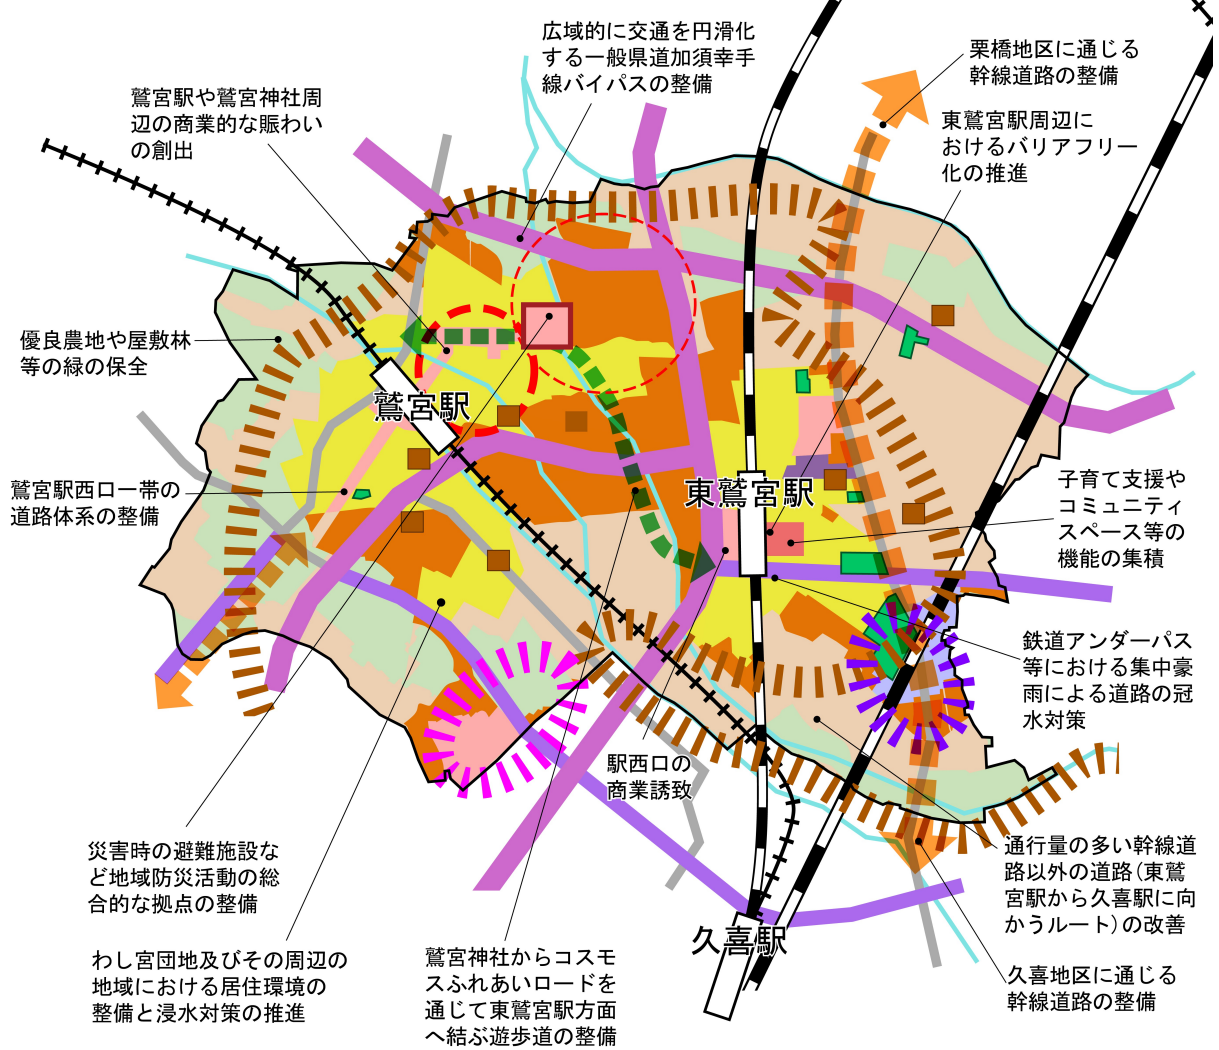 広域的に交通を円滑化
する一般県道加須幸手
線バイパスの整備
栗橋地区に通じる
幹線道路の整備
鷲宮駅や鷲宮神社周
辺の商業的な賑わい
の創出
東鷲宮駅周辺に
おけるバリアフリー
化の推進
優良農地や屋敷林
等の緑の保全
鷲宮駅
鷲宮駅西口一帯の
道路体系の整備
東鷲宮駅
子育て支援や
コミュニティ
スペース等の
機能の集積
鉄道アンダーパス
等における集中豪
雨による道路の冠
水対策
駅西口の
商業誘致
災害時の避難施設な
ど地域防災活動の総
合的な拠点の整備
通行量の多い幹線道
路以外の道路(東鷲
宮駅から久喜駅に向
かうルート)の改善
久喜駅
わし宮団地及びその周辺の
地域における居住環境の
整備と浸水対策の推進
鷲宮神社からコスモ
スふれあいロードを
通じて東鷲宮駅方面
へ結ぶ遊歩道の整備
久喜地区に通じる
幹線道路の整備